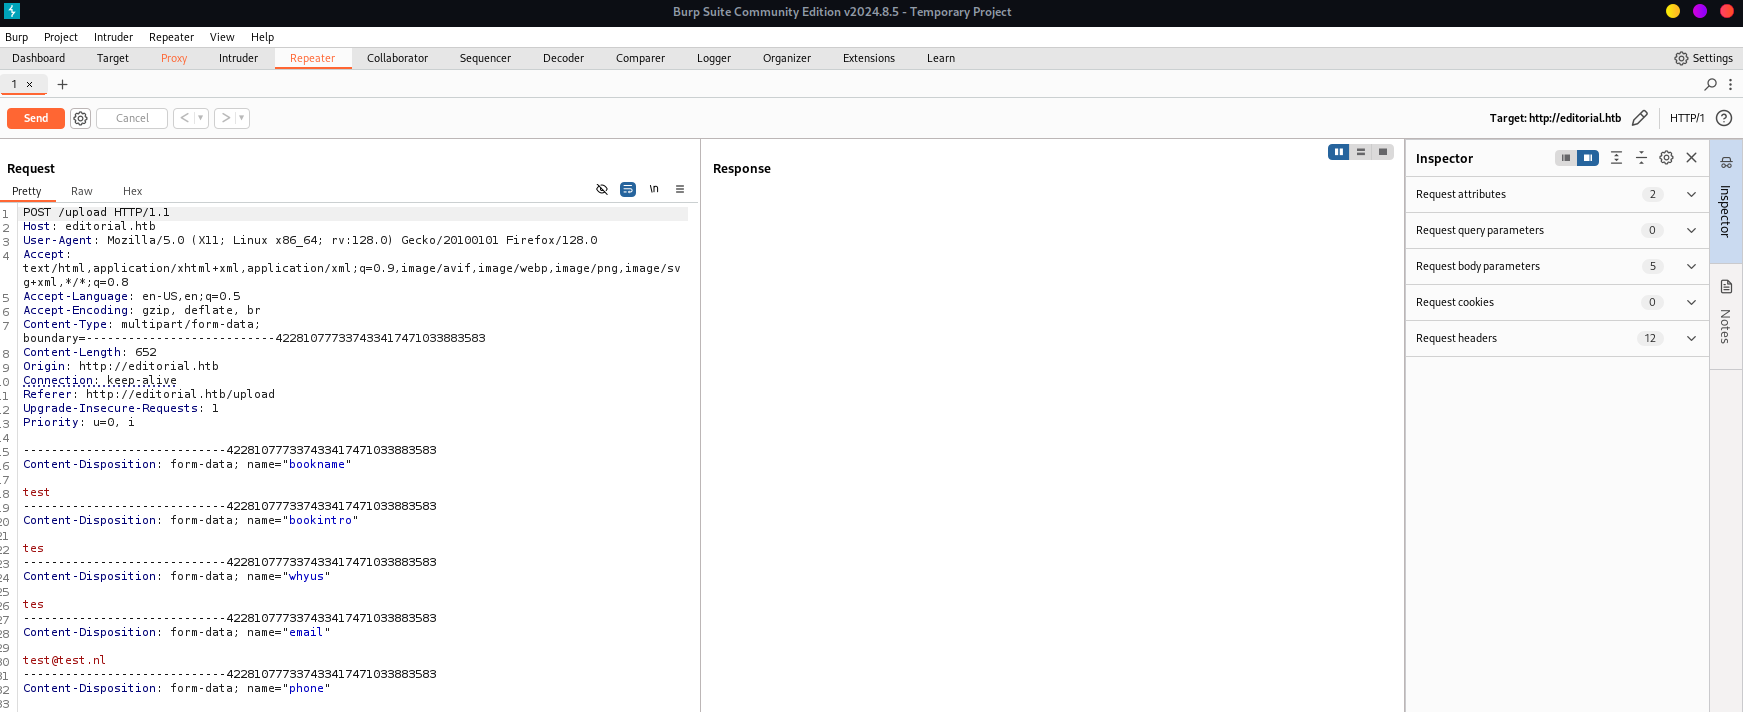 Burp Suite Community Edition v2024.8.5 - Temporary Project
Burp Project Intruder Repeater View Help
Dashboard Target Proxy Intruder Repeater Collaborator Sequencer Decoder Comparer Logger Organizer Extensions Learn Settings
1 × +
Send Cancel < > Target: http://editorial.htb HTTP/1 ?
Request
Pretty Raw Hex \n
1 POST /upload HTTP/1.1
2 Host: editorial.htb
3 User-Agent: Mozilla/5.0 (X11; Linux x86_64; rv:128.0) Gecko/20100101 Firefox/128.0
4 Accept:
text/html,application/xhtml+xml,application/xml;q=0.9,image/avif,image/webp,image/png,image/sv
g+xml,*/*;q=0.8
5 Accept-Language: en-US,en;q=0.5
6 Accept-Encoding: gzip, deflate, br
7 Content-Type: multipart/form-data;
boundary=---------------------------422810777337433417471033883583
8 Content-Length: 652
9 Origin: http://editorial.htb
10 Connection: keep-alive
11 Referer: http://editorial.htb/upload
12 Upgrade-Insecure-Requests: 1
13 Priority: u=0, i
14
15 -----------------------------422810777337433417471033883583
16 Content-Disposition: form-data; name="bookname"
17
18 test
19 -----------------------------422810777337433417471033883583
20 Content-Disposition: form-data; name="bookintro"
21
22 tes
23 -----------------------------422810777337433417471033883583
24 Content-Disposition: form-data; name="whyus"
25
26 tes
27 -----------------------------422810777337433417471033883583
28 Content-Disposition: form-data; name="email"
29
30 test@test.nl
31 -----------------------------422810777337433417471033883583
32 Content-Disposition: form-data; name="phone"
33
Response
Inspector
Request attributes 2
Request query parameters 0
Request body parameters 5
Request cookies 0
Request headers 12
Inspector
Notes